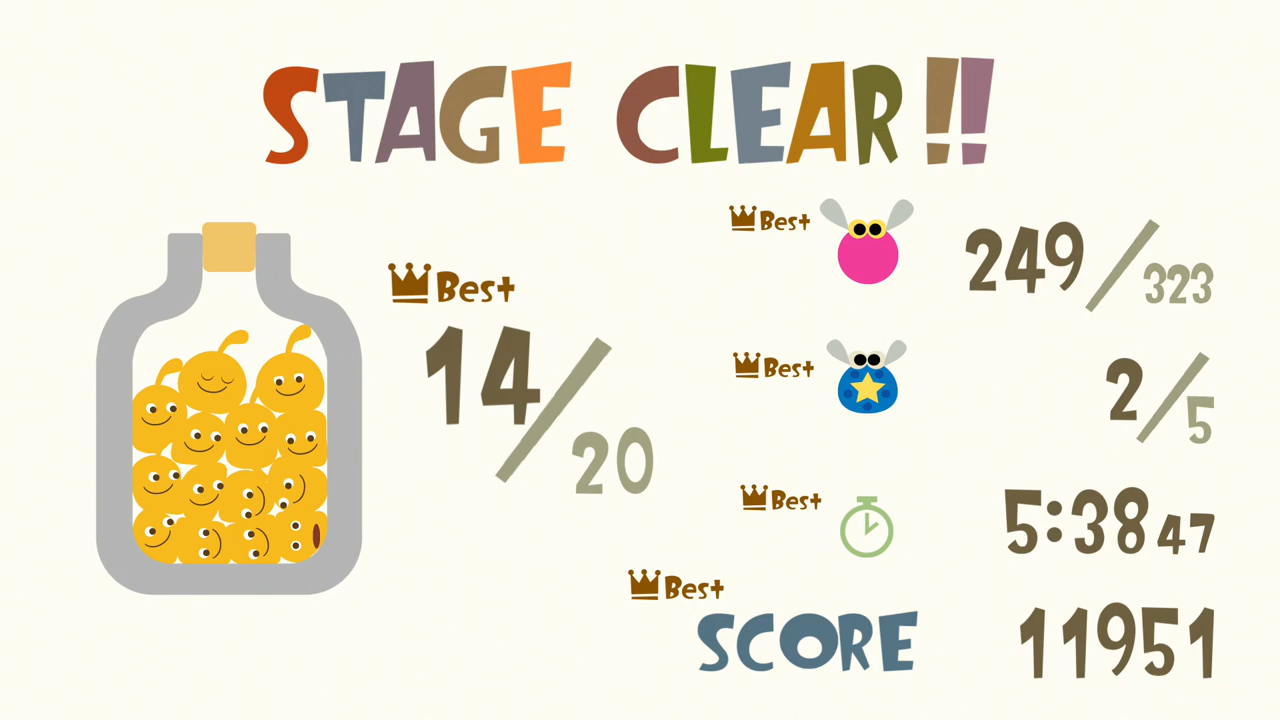 STAGE CLEAR!!
Best
14/20
Best
249/323
Best
2/5
Best
5:38 47
Best
SCORE 11951